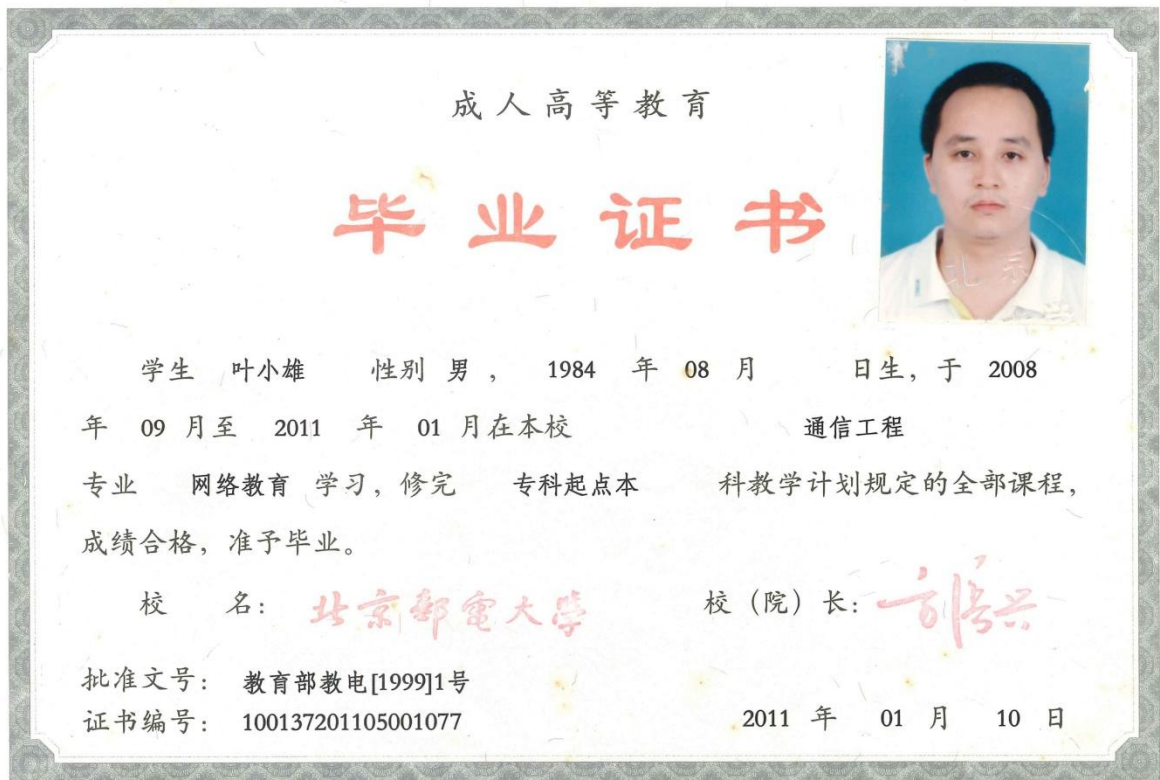 成人高等教育
毕业证书
学生 叶小雄 性别 男 , 1984 年 08 月 日生, 于 2008
年 09 月至 2011 年 01 月在本校 通信工程
专业 网络教育 学习, 修完 专科起点本 科教学计划规定的全部课程,
成绩合格, 准予毕业。
校 名: 北京邮电大学 校 (院) 长:
批准文号: 教育部教电[1999]1号
证书编号: 100137201105001077 2011 年 01 月 10 日